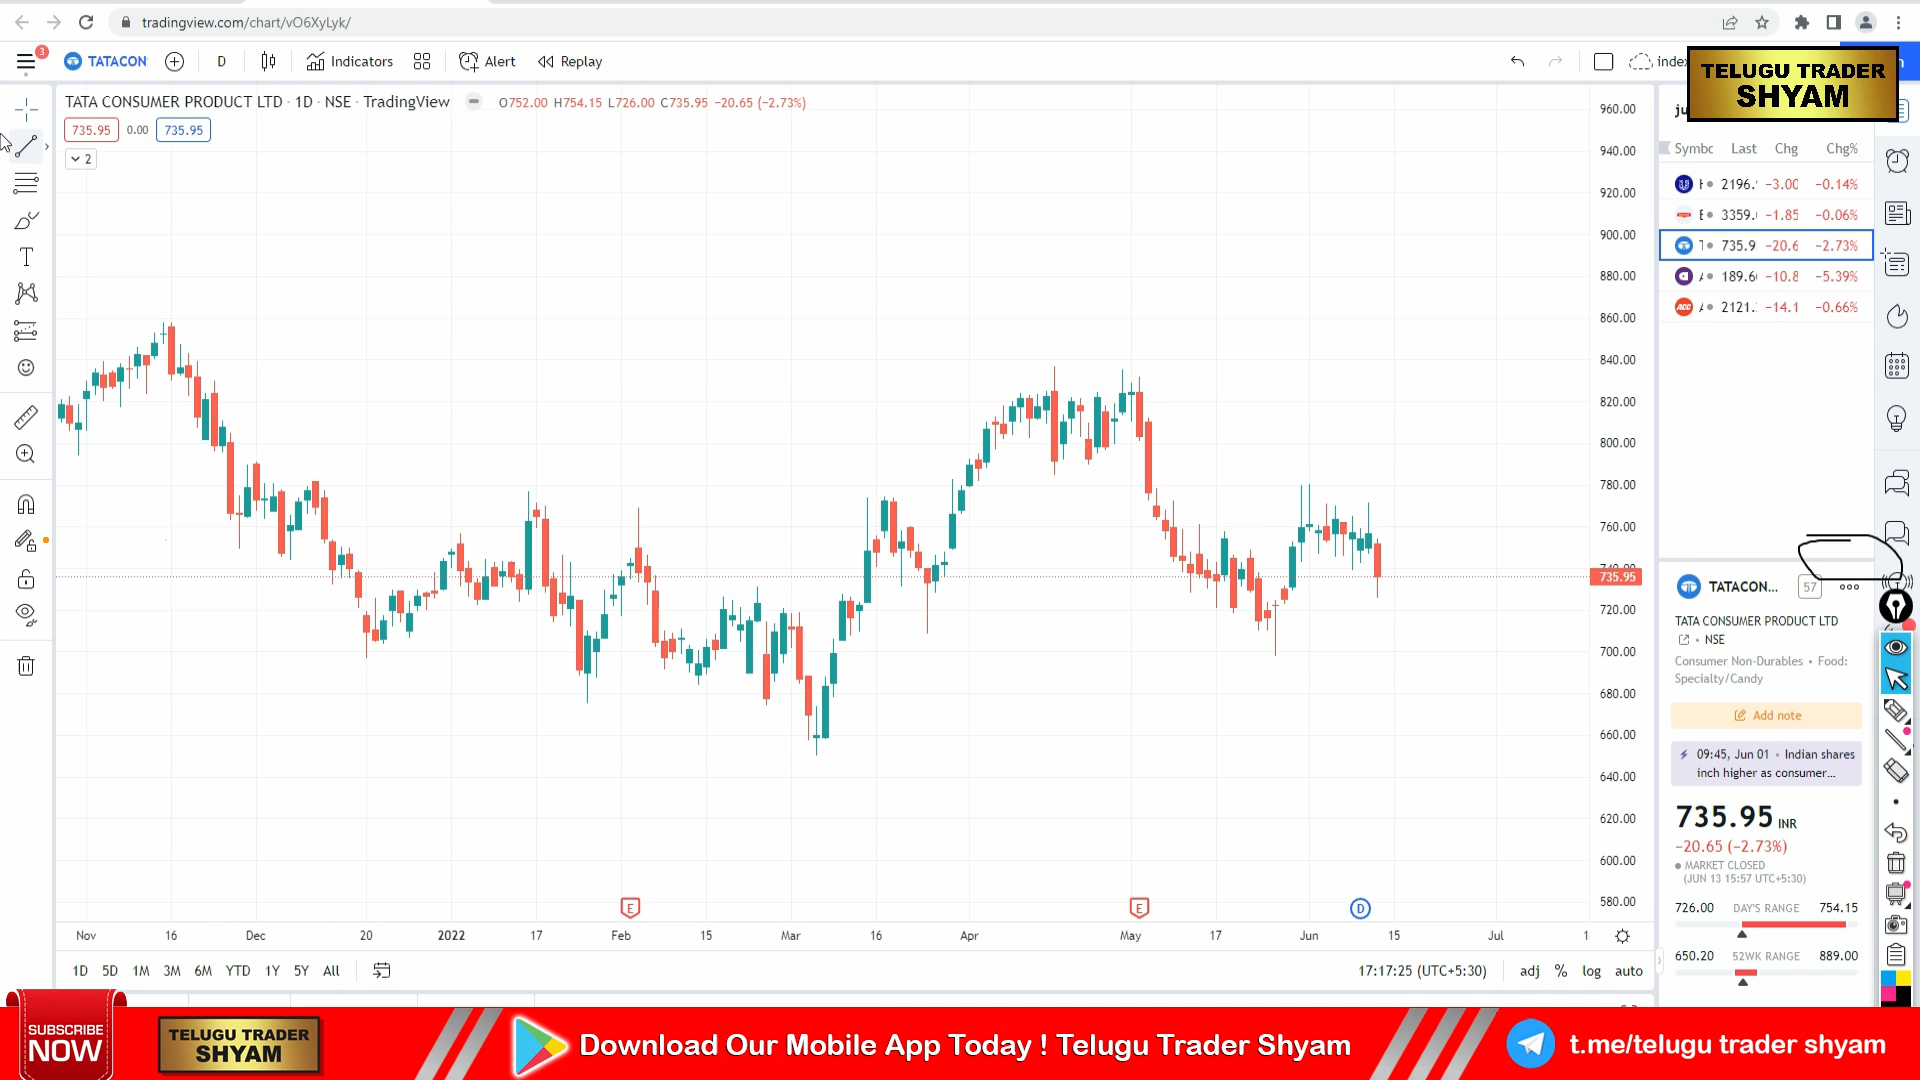 tradingview.com/chart/vO6XyLyk/
3
TATACON
D
Indicators
Alert
Replay
TELUGU TRADER
SHYAM
TATA CONSUMER PRODUCT LTD · 1D · NSE · TradingView
O752.00 H754.15 L726.00 C735.95 −20.65 (−2.73%)
735.95 0.00 735.95
2
960.00
940.00
920.00
900.00
880.00
860.00
840.00
820.00
800.00
780.00
760.00
740.00
735.95
720.00
700.00
680.00
660.00
640.00
620.00
600.00
580.00
Last Chg Chg%
2196. −3.00 −0.14%
3359. −1.85 −0.06%
735.9 −20.6 −2.73%
189.6 −10.8 −5.39%
ACC 2121. −14.1 −0.66%
TATACON... 57
TATA CONSUMER PRODUCT LTD
• NSE
Consumer Non-Durables • Food:
Specialty/Candy
Add note
09:45, Jun 01 • Indian shares
inch higher as consumer...
735.95 INR
−20.65 (−2.73%)
MARKET CLOSED
(JUN 13 15:57 UTC+5:30)
726.00 DAY'S RANGE 754.15
650.20 52WK RANGE 889.00
E E D
Nov 16 Dec 20 2022 17 Feb 15 Mar 16 Apr May 17 Jun 15 Jul
1D 5D 1M 3M 6M YTD 1Y 5Y All
17:17:25 (UTC+5:30) adj % log auto
SUBSCRIBE
NOW
TELUGU TRADER
SHYAM
Download Our Mobile App Today ! Telugu Trader Shyam
t.me/telugu trader shyam